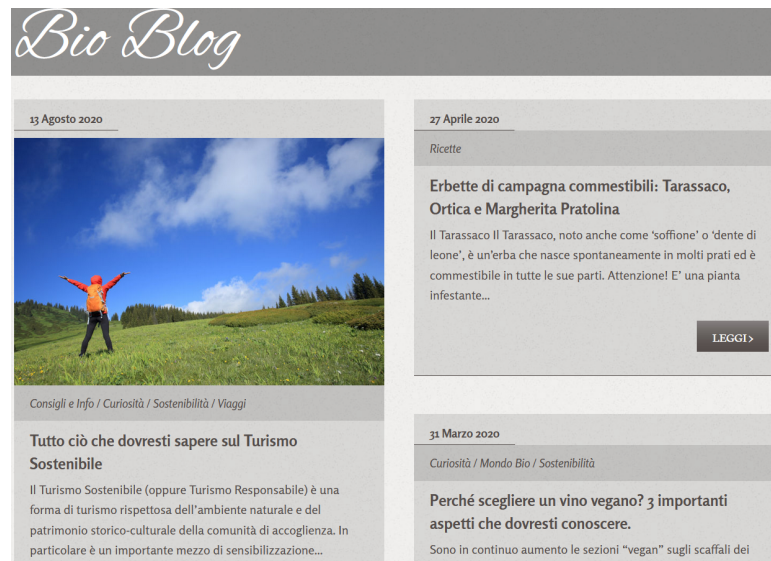 Bio Blog
13 Agosto 2020
Consigli e Info / Curiosità / Sostenibilità / Viaggi
Tutto ciò che dovresti sapere sul Turismo
Sostenibile
Il Turismo Sostenibile (oppure Turismo Responsabile) è una
forma di turismo rispettosa dell'ambiente naturale e del
patrimonio storico-culturale della comunità di accoglienza. In
particolare è un importante mezzo di sensibilizzazione...
27 Aprile 2020
Ricette
Erbette di campagna commestibili: Tarassaco,
Ortica e Margherita Pratolina
Il Tarassaco Il Tarassaco, noto anche come ‘soffione’ o ‘dente di
leone’, è un'erba che nasce spontaneamente in molti prati ed è
commestibile in tutte le sue parti. Attenzione! E’ una pianta
infestante...
LEGGI >
31 Marzo 2020
Curiosità / Mondo Bio / Sostenibilità
Perché scegliere un vino vegano? 3 importanti
aspetti che dovresti conoscere.
Sono in continuo aumento le sezioni “vegan” sugli scaffali dei